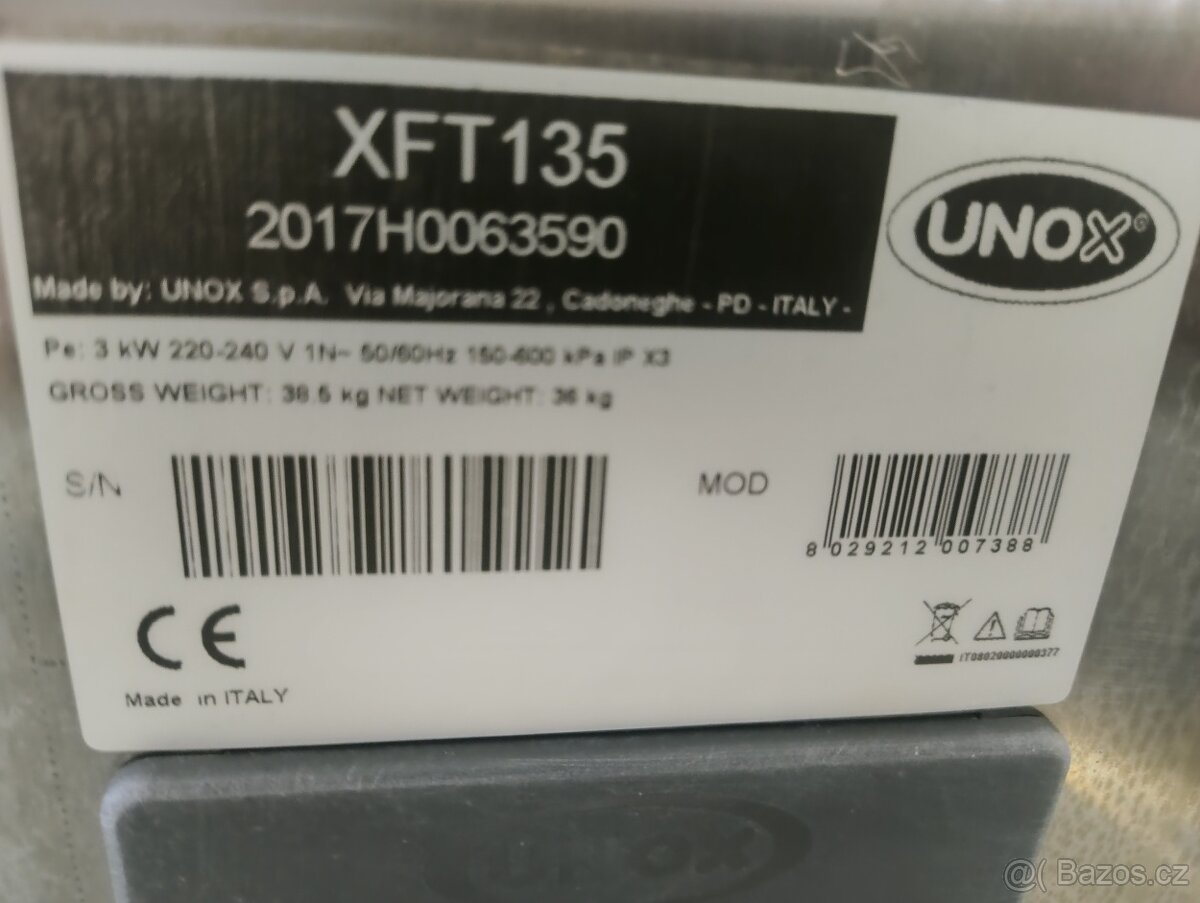 XFT135
2017H0063590
Made by: UNOX S.p.A. Via Majorana 22 , Cadoneghe - PD - ITALY -
UNOX®
Pe: 3 kW 220-240 V 1N~ 50/60Hz 150-600 kPa IP X3
GROSS WEIGHT: 38.5 kg NET WEIGHT: 36 kg
S/N
MOD
8 029212 007388
CE
IT08020000000377
Made in ITALY
UNOX
@( Bazos.cz